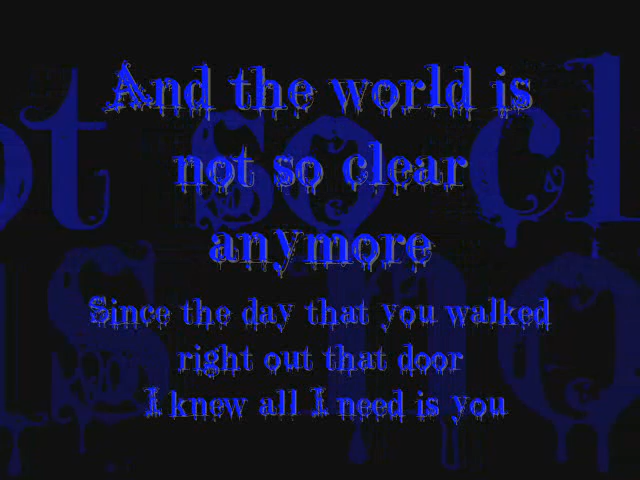 And the world is
not so clear
anymore
Since the day that you walked
right out that door
I knew all I need is you